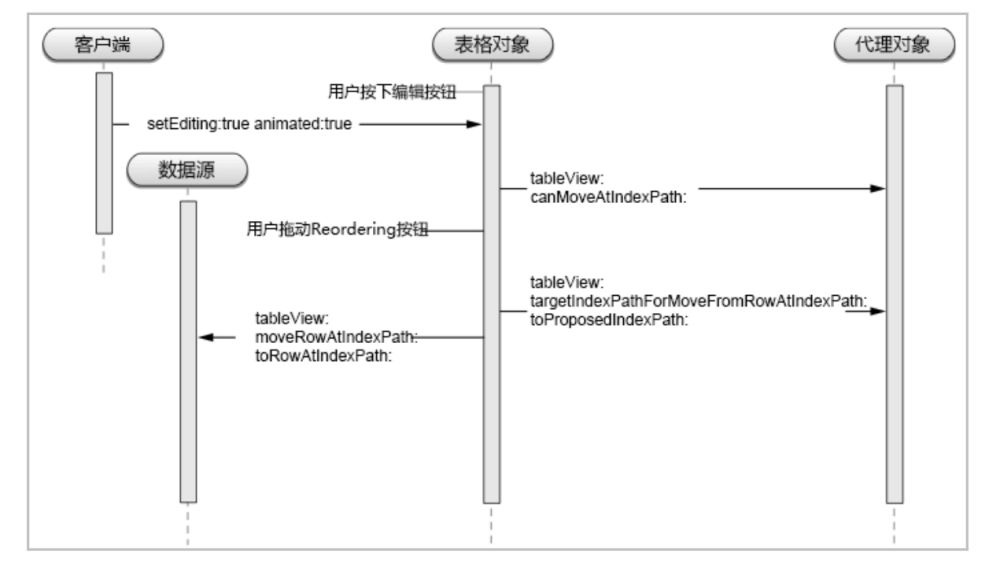 客户端
表格对象
代理对象
用户按下编辑按钮
setEditing:true animated:true
数据源
tableView:
canMoveAtIndexPath:
用户拖动Reordering按钮
tableView:
targetIndexPathForMoveFromRowAtIndexPath:
toProposedIndexPath:
tableView:
moveRowAtIndexPath:
toRowAtIndexPath: